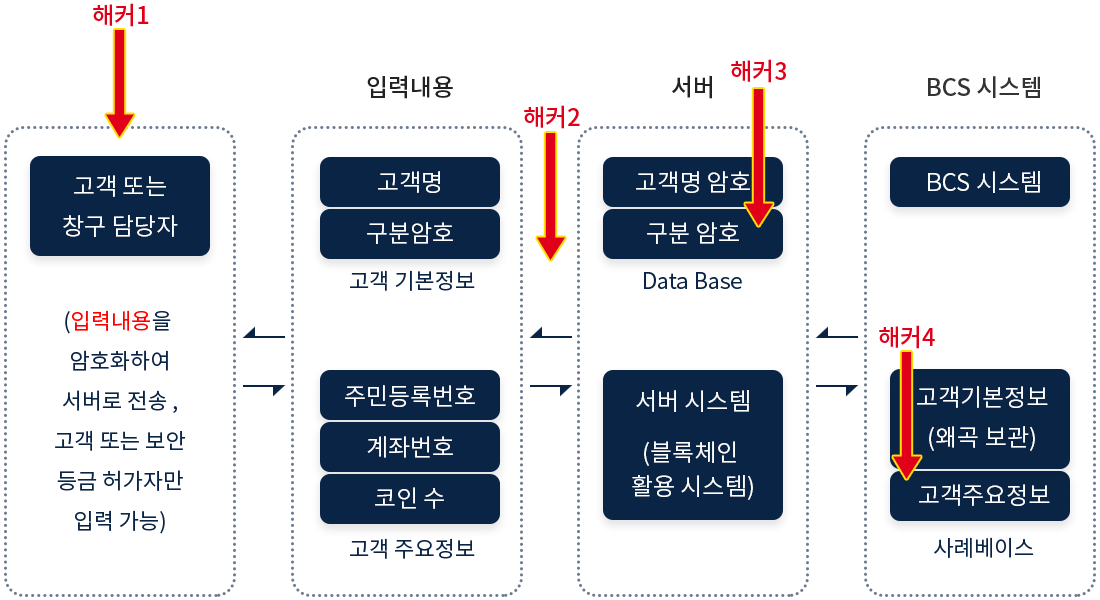 해커1
고객 또는
창구 담당자
(입력내용을
암호화하여
서버로 전송 ,
고객 또는 보안
등금 허가자만
입력 가능)
입력내용
고객명
구분암호
고객 기본정보
주민등록번호
계좌번호
코인 수
고객 주요정보
해커2
서버
해커3
고객명 암호
구분 암호
Data Base
서버 시스템
(블록체인
활용 시스템)
BCS 시스템
BCS 시스템
해커4
고객기본정보
(왜곡 보관)
고객주요정보
사례베이스